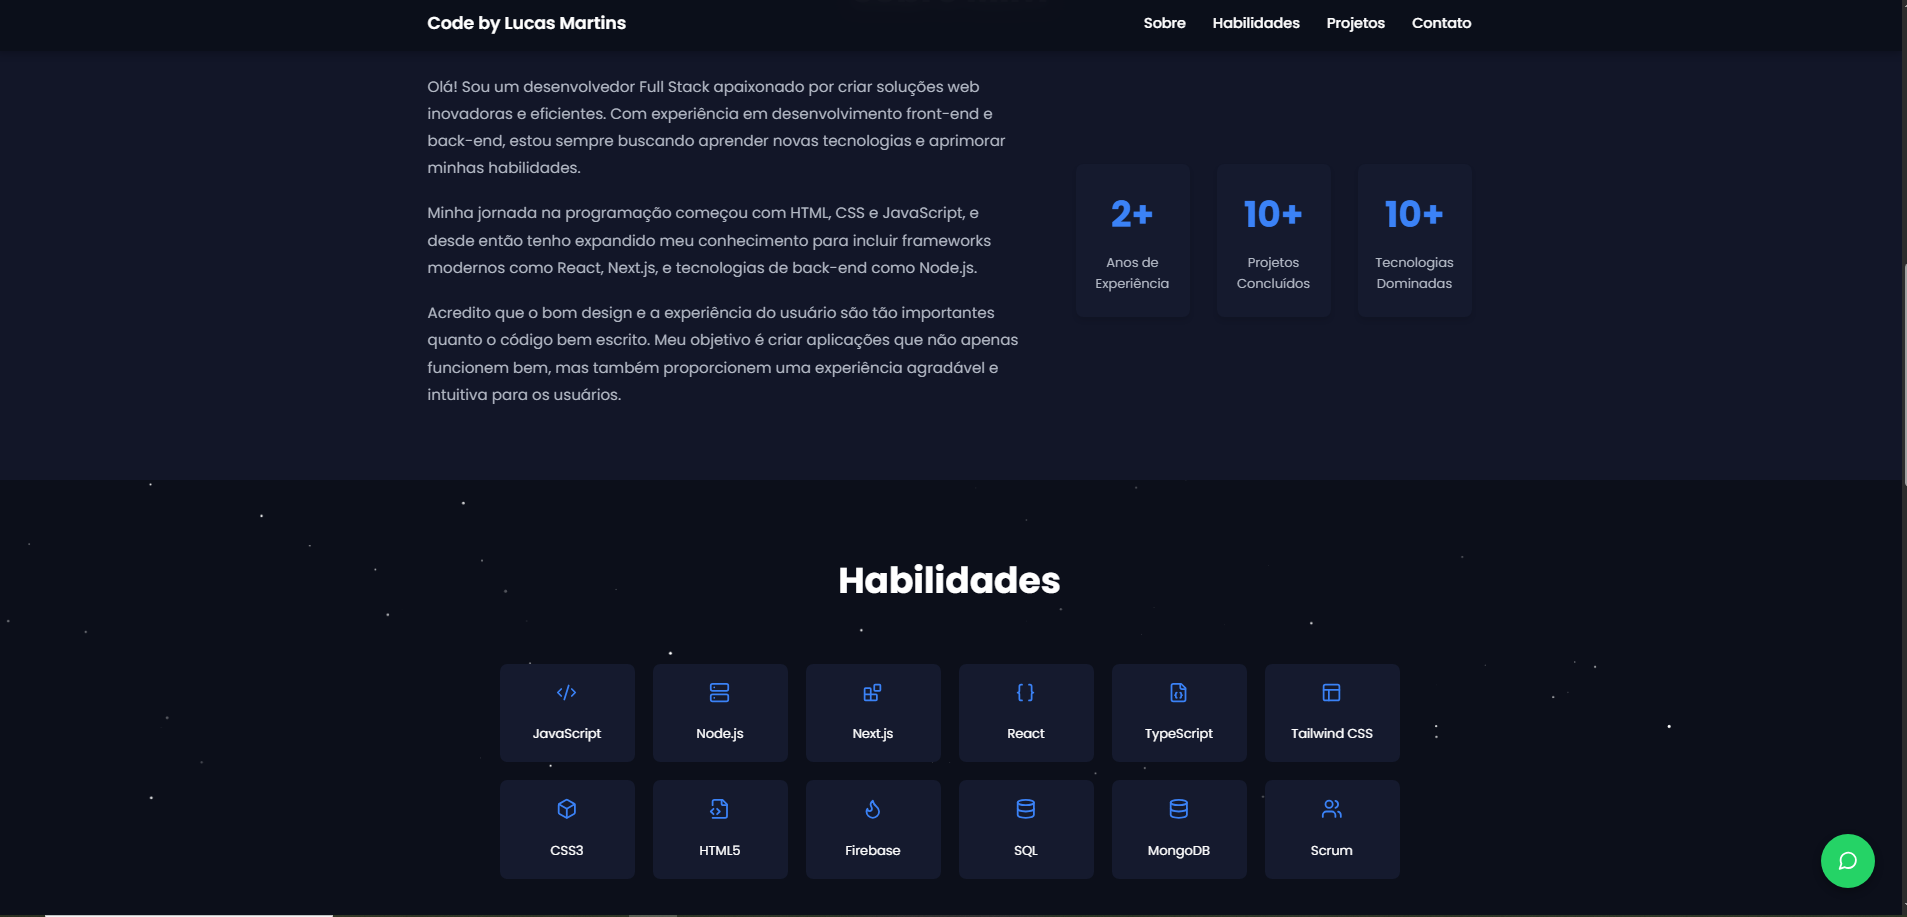 Code by Lucas Martins
Sobre Habilidades Projetos Contato
Olá! Sou um desenvolvedor Full Stack apaixonado por criar soluções web
inovadoras e eficientes. Com experiência em desenvolvimento front-end e
back-end, estou sempre buscando aprender novas tecnologias e aprimorar
minhas habilidades.
Minha jornada na programação começou com HTML, CSS e JavaScript, e
desde então tenho expandido meu conhecimento para incluir frameworks
modernos como React, Next.js, e tecnologias de back-end como Node.js.
Acredito que o bom design e a experiência do usuário são tão importantes
quanto o código bem escrito. Meu objetivo é criar aplicações que não apenas
funcionem bem, mas também proporcionem uma experiência agradável e
intuitiva para os usuários.
2+
Anos de
Experiência
10+
Projetos
Concluídos
10+
Tecnologias
Dominadas
Habilidades
JavaScript
Node.js
Next.js
React
TypeScript
Tailwind CSS
CSS3
HTML5
Firebase
SQL
MongoDB
Scrum